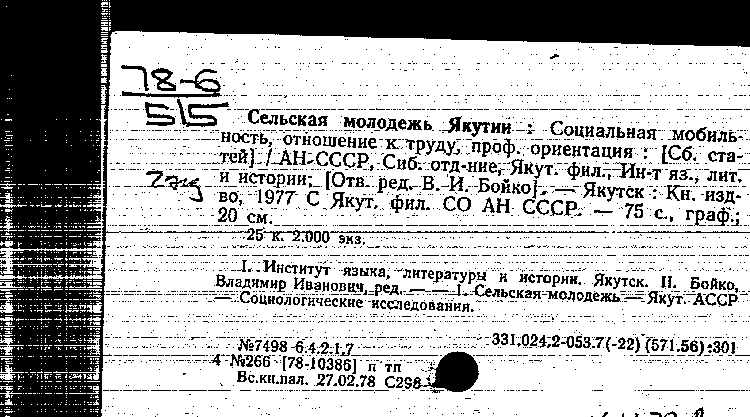 78-6
515
Сельская молодежь Якутии : Социальная мобиль-
ность, отношение к труду, проф. ориентация : [Сб. ста-
тей] / АН СССР, Сиб. отд-ние, Якут. фил., Ин-т яз., лит.
и истории; [Отв. ред. В. И. Бойко]. — Якутск : Кн. изд-
во, 1977 С Якут. фил. СО АН СССР. — 75 с., граф.;
20 см.
25 к. 2.000 экз.
I. Институт языка, литературы и истории. Якутск. II. Бойко,
Владимир Иванович, ред. — — 1. Сельская молодежь — Якут. АССР
— Социологические исследования.
№7498 6.4.2.1.7
331.024.2-053.7(-22) (571.56):301
4 №266 [78-10386] п тп
Вс.кн.пал. 27.02.78 С298